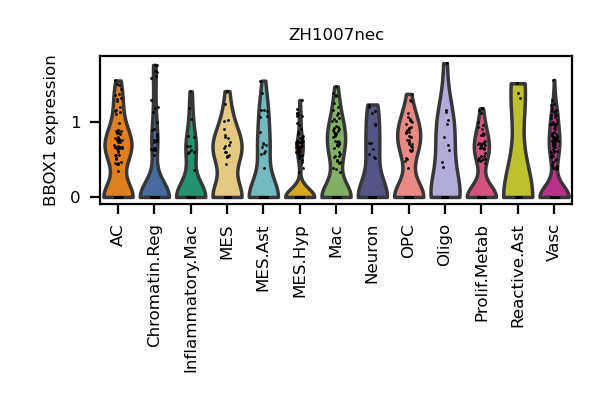 ZH1007nec
BBOX1 expression
1
0
AC
Chromatin.Reg
Inflammatory.Mac
MES
MES.Ast
MES.Hyp
Mac
Neuron
OPC
Oligo
Prolif.Metab
Reactive.Ast
Vasc